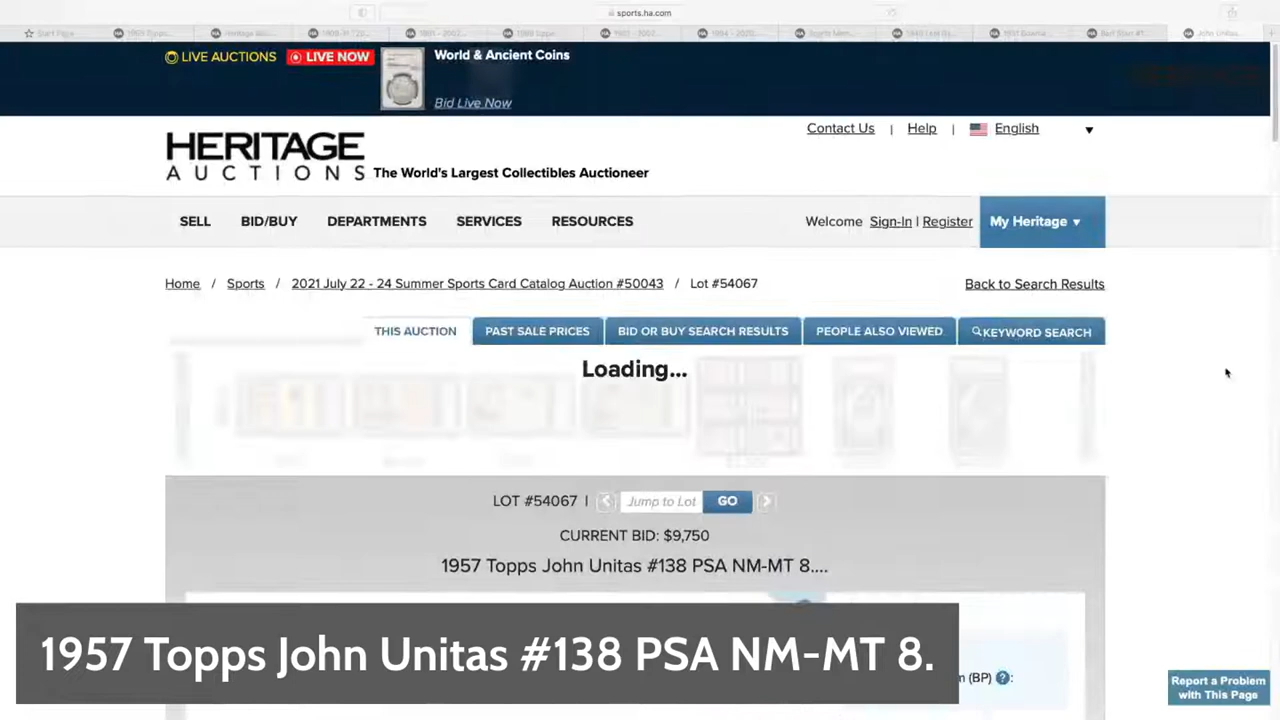 sports.ha.com
Start Page
LIVE AUCTIONS
LIVE NOW
World & Ancient Coins
Bid Live Now
Contact Us | Help | English
HERITAGE
AUCTIONS The World's Largest Collectibles Auctioneer
SELL BID/BUY DEPARTMENTS SERVICES RESOURCES Welcome Sign-In | Register My Heritage
Home / Sports / 2021 July 22 - 24 Summer Sports Card Catalog Auction #50043 / Lot #54067 Back to Search Results
THIS AUCTION PAST SALE PRICES BID OR BUY SEARCH RESULTS PEOPLE ALSO VIEWED KEYWORD SEARCH
Loading...
LOT #54067 | Jump to Lot GO
CURRENT BID: $9,750
1957 Topps John Unitas #138 PSA NM-MT 8....
1957 Topps John Unitas #138 PSA NM-MT 8.
(BP) ?:
Report a Problem
with This Page